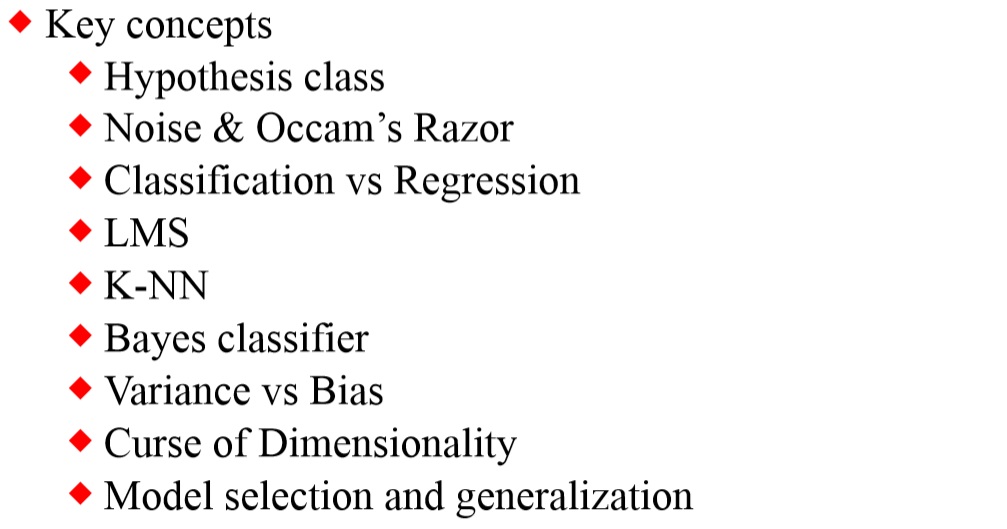 Key concepts
Hypothesis class
Noise & Occam’s Razor
Classification vs Regression
LMS
K-NN
Bayes classifier
Variance vs Bias
Curse of Dimensionality
Model selection and generalization